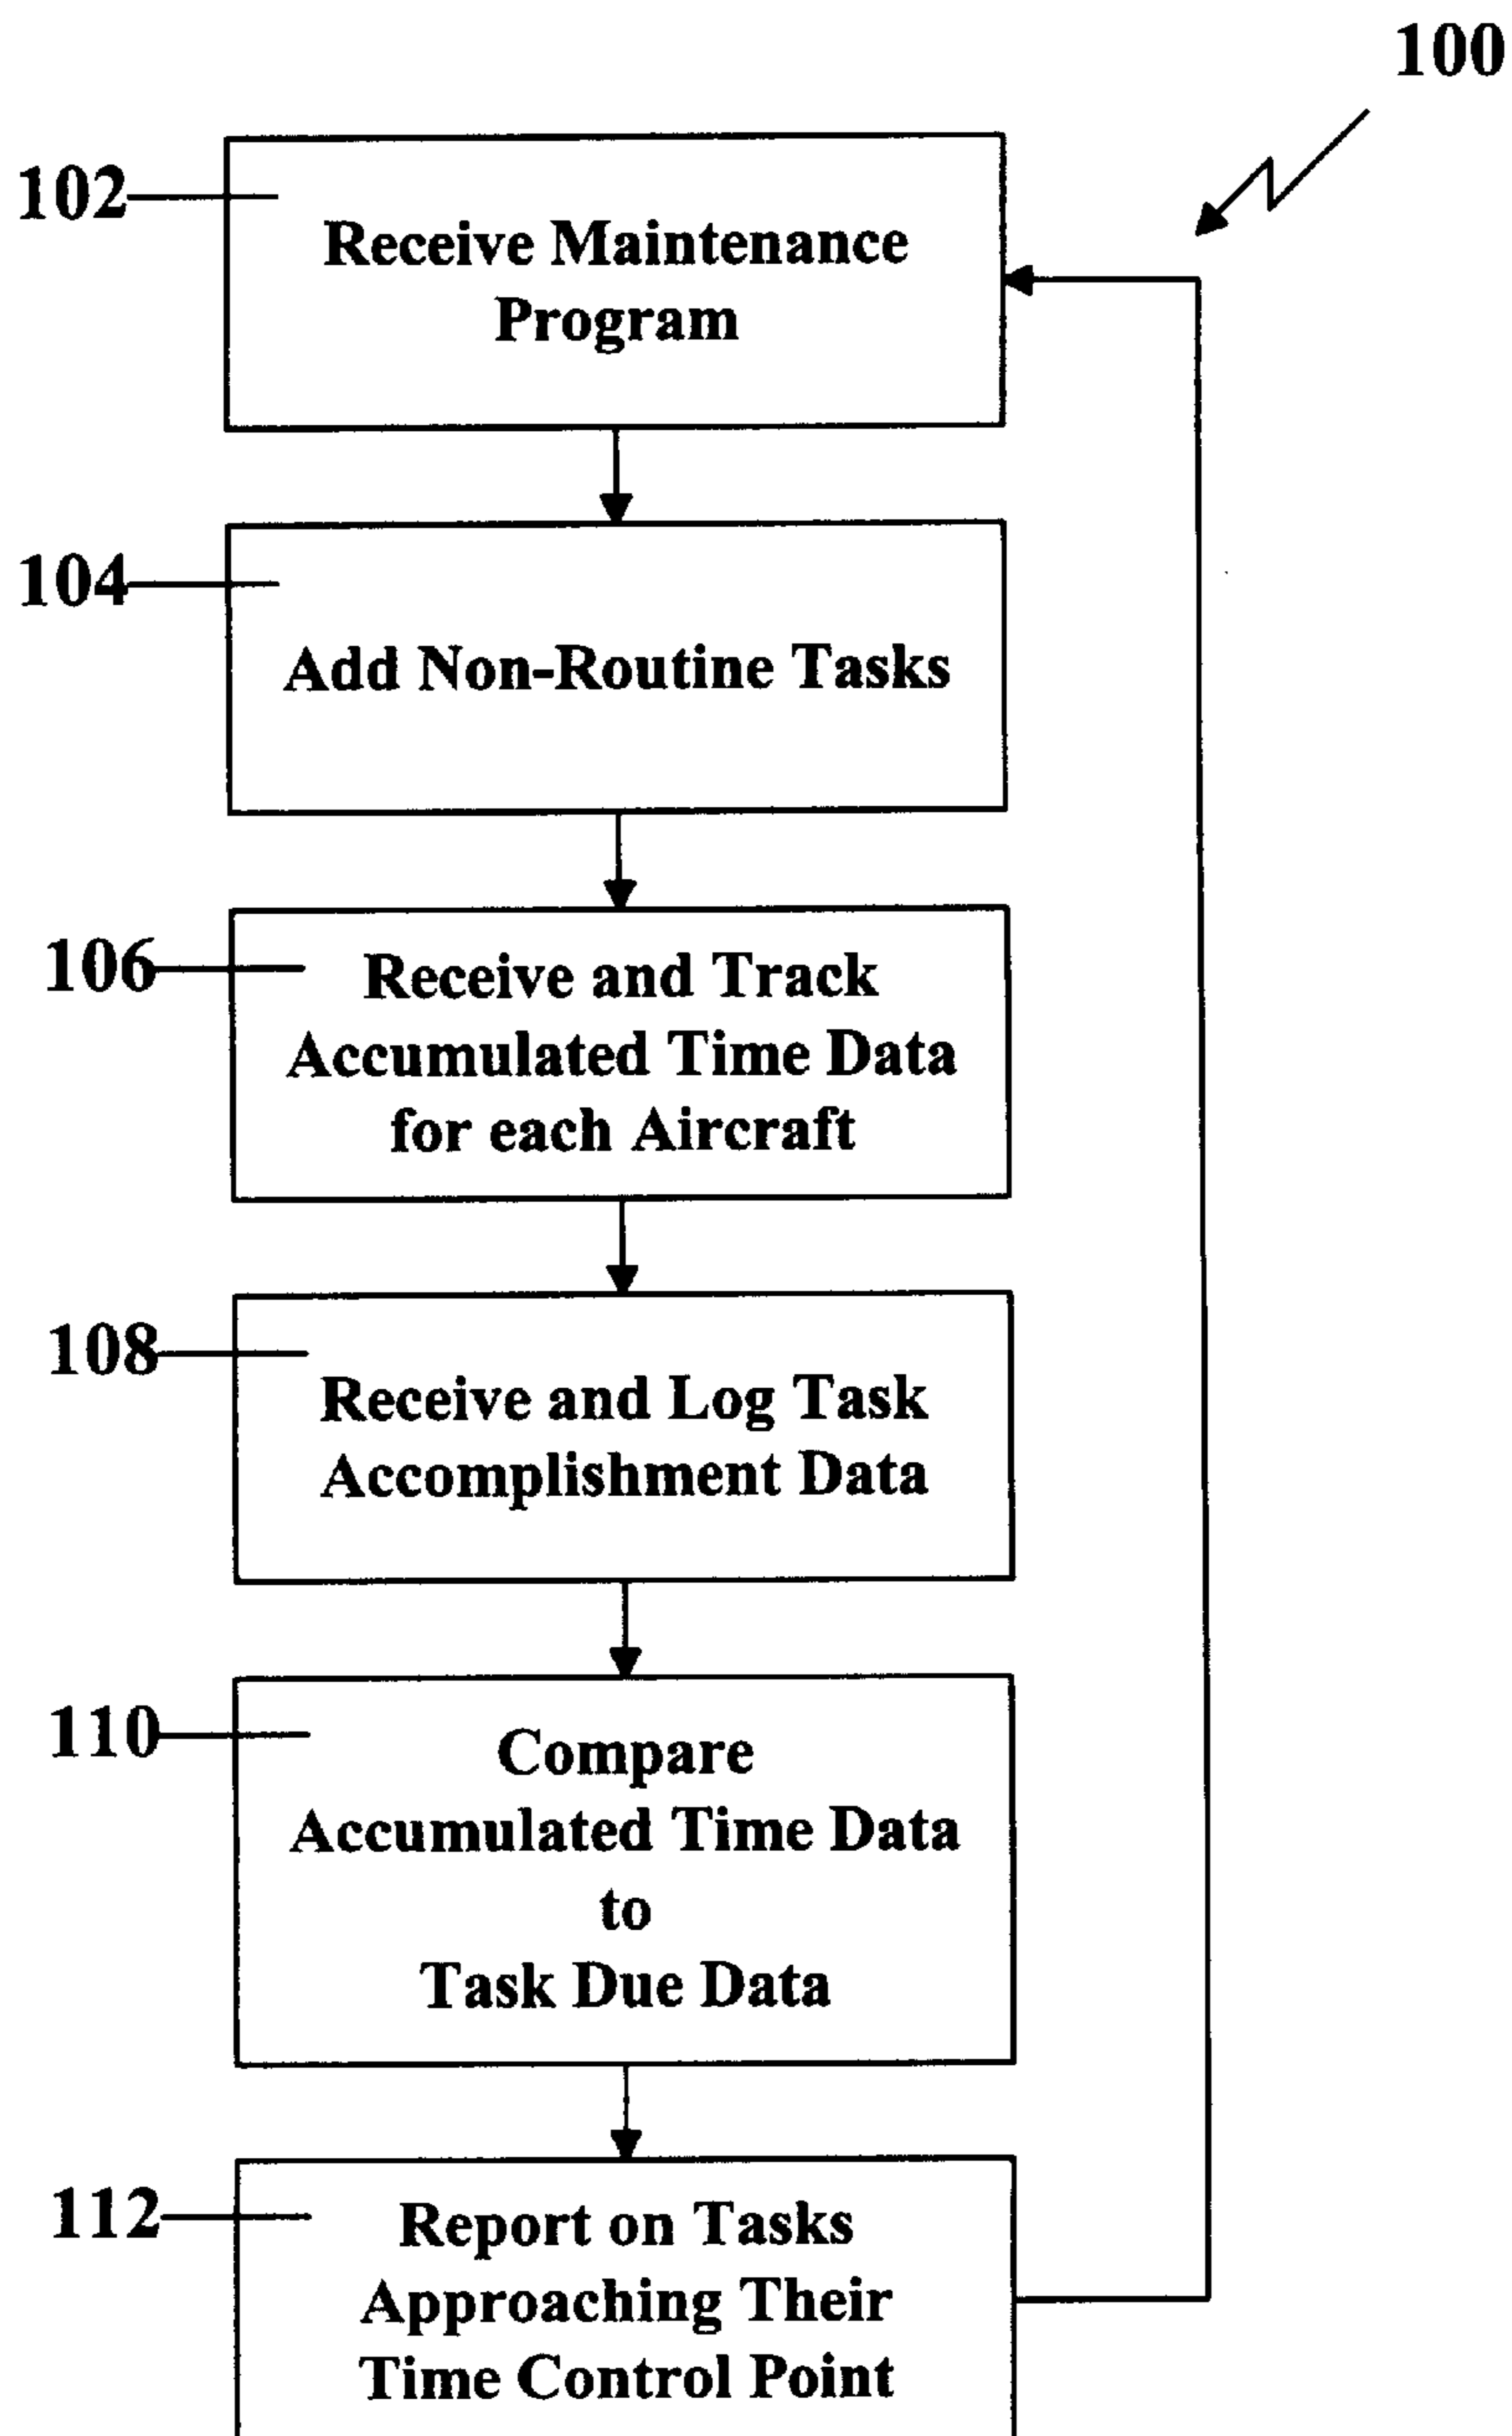 100
102
Receive Maintenance
Program
104
Add Non-Routine Tasks
106
Receive and Track
Accumulated Time Data
for each Aircraft
108
Receive and Log Task
Accomplishment Data
110
Compare
Accumulated Time Data
to
Task Due Data
112
Report on Tasks
Approaching Their
Time Control Point